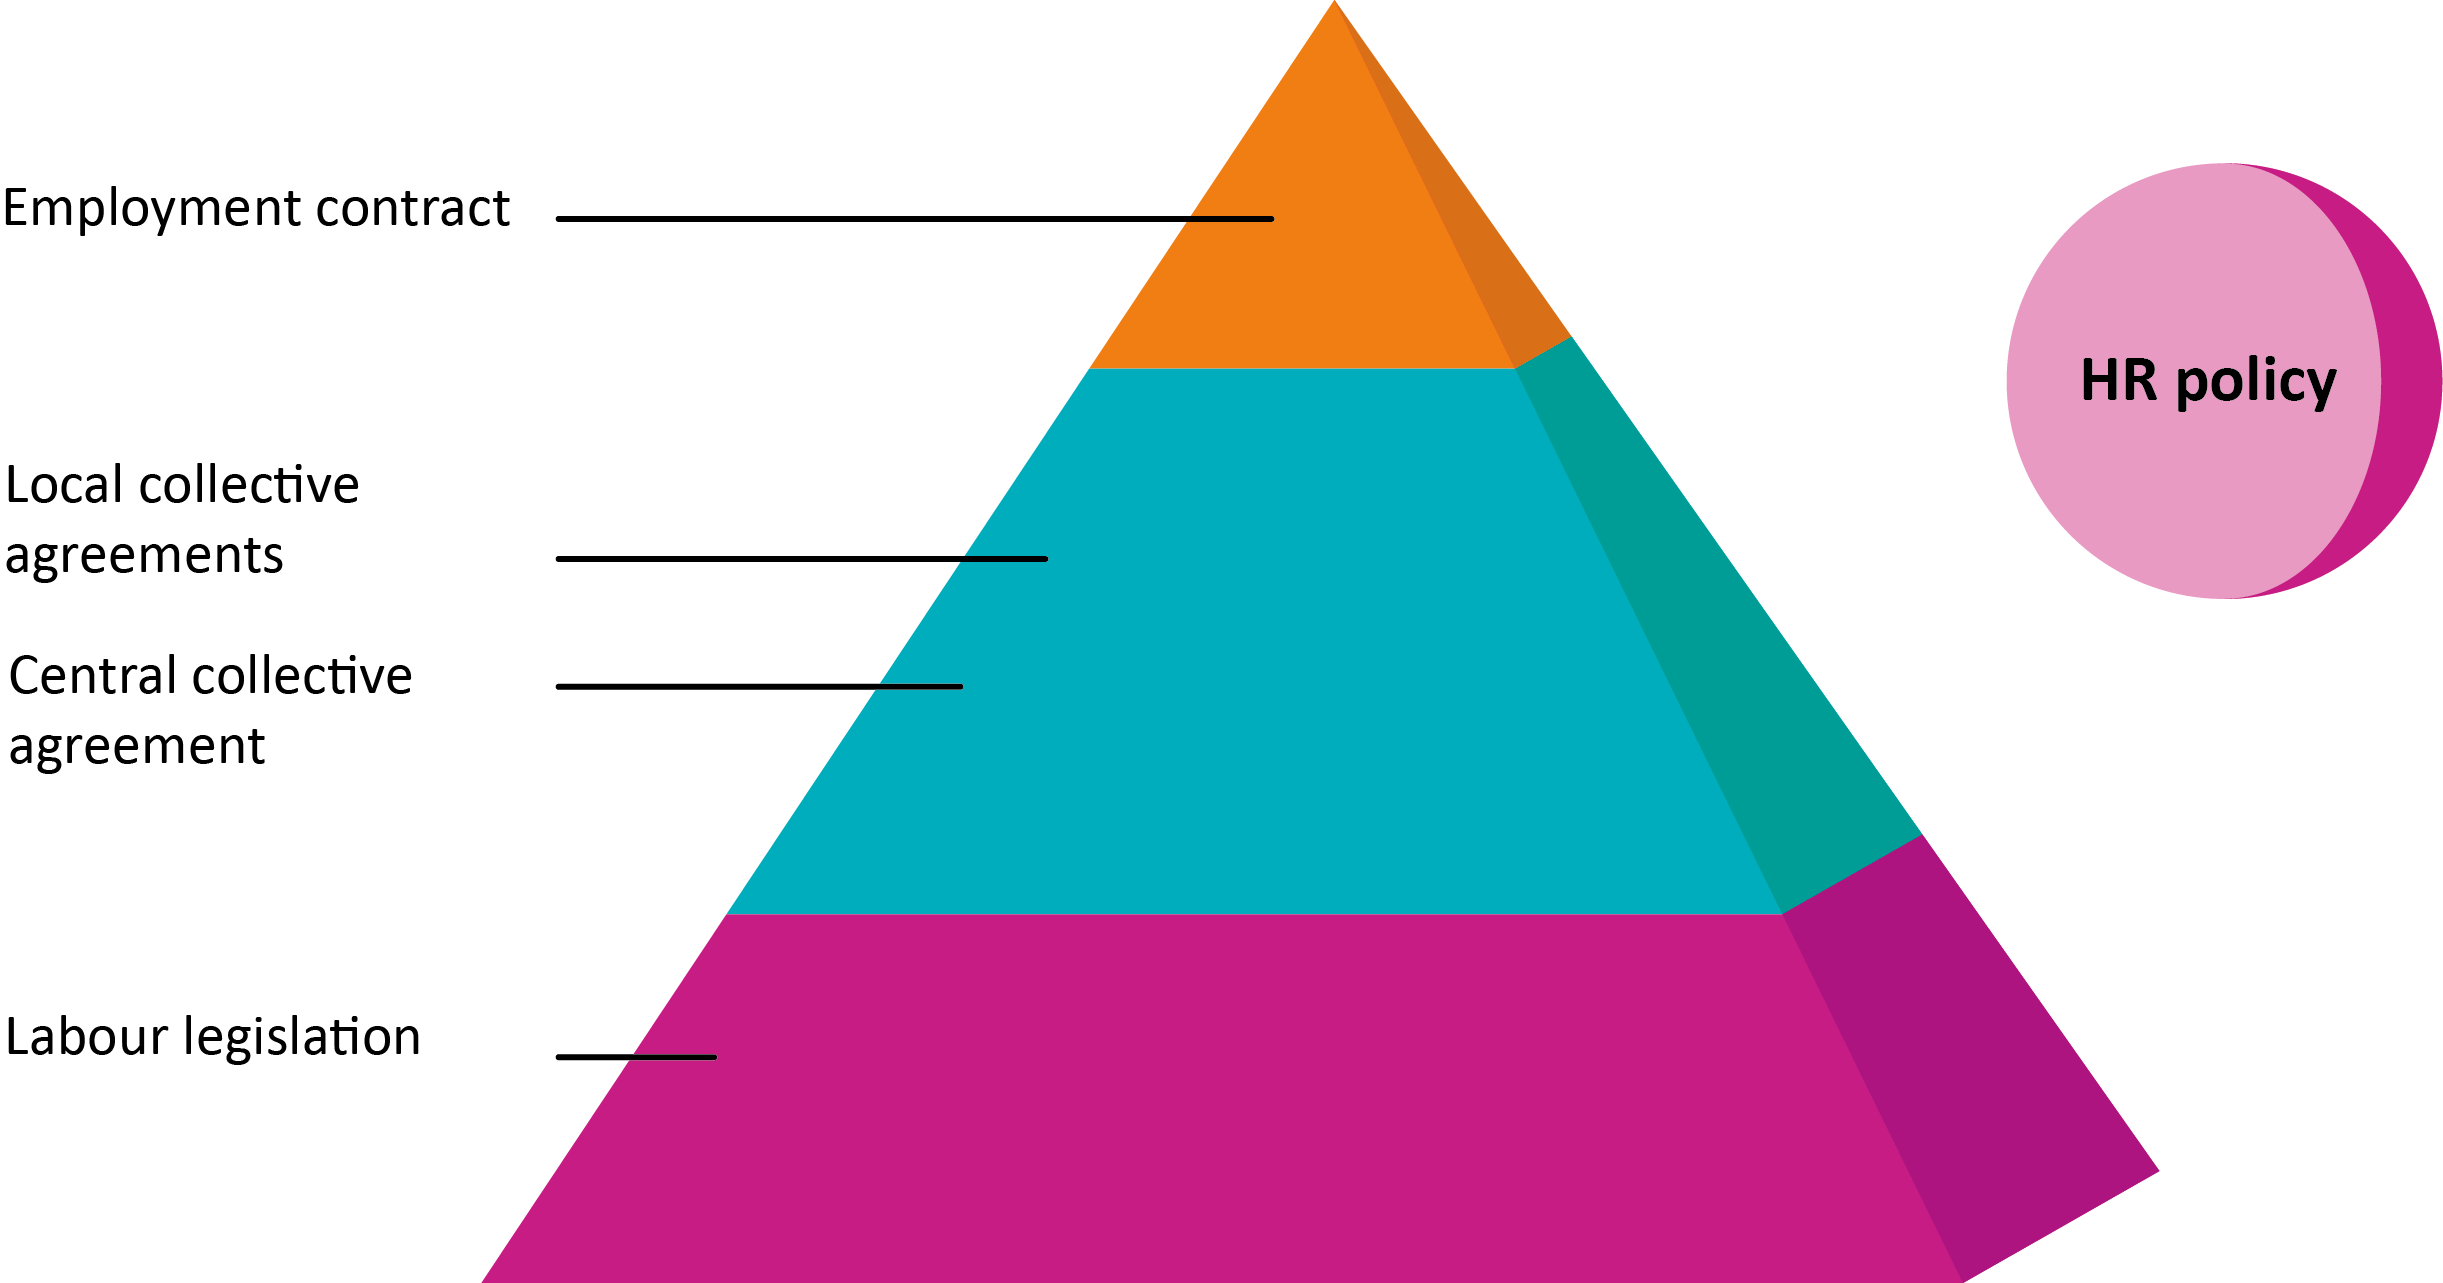 Employment contract
HR policy
Local collective
agreements
Central collective
agreement
Labour legislation